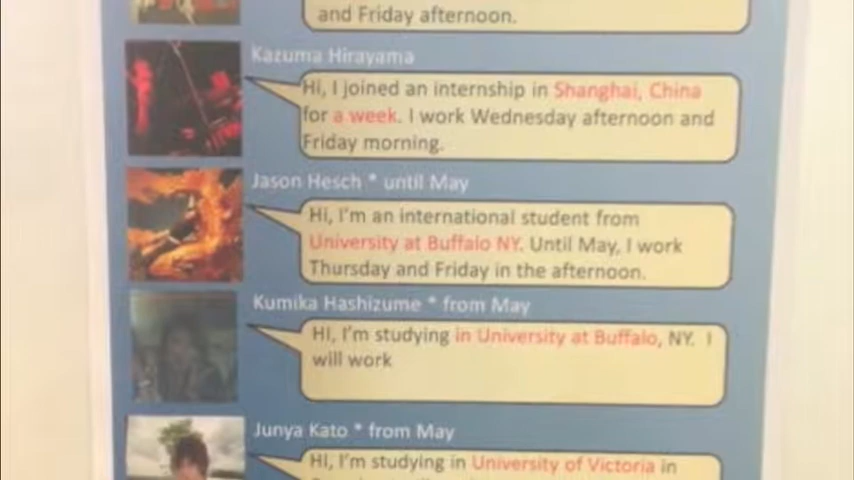 and Friday afternoon.
Kazuma Hirayama
Hi, I joined an internship in Shanghai, China
for a week. I work Wednesday afternoon and
Friday morning.
Jason Hesch * until May
Hi, I'm an international student from
University at Buffalo NY. Until May, I work
Thursday and Friday in the afternoon.
Kumika Hashizume * from May
HI, I'm studying in University at Buffalo, NY. I
will work
Junya Kato * from May
HI, I'm studying in University of Victoria in